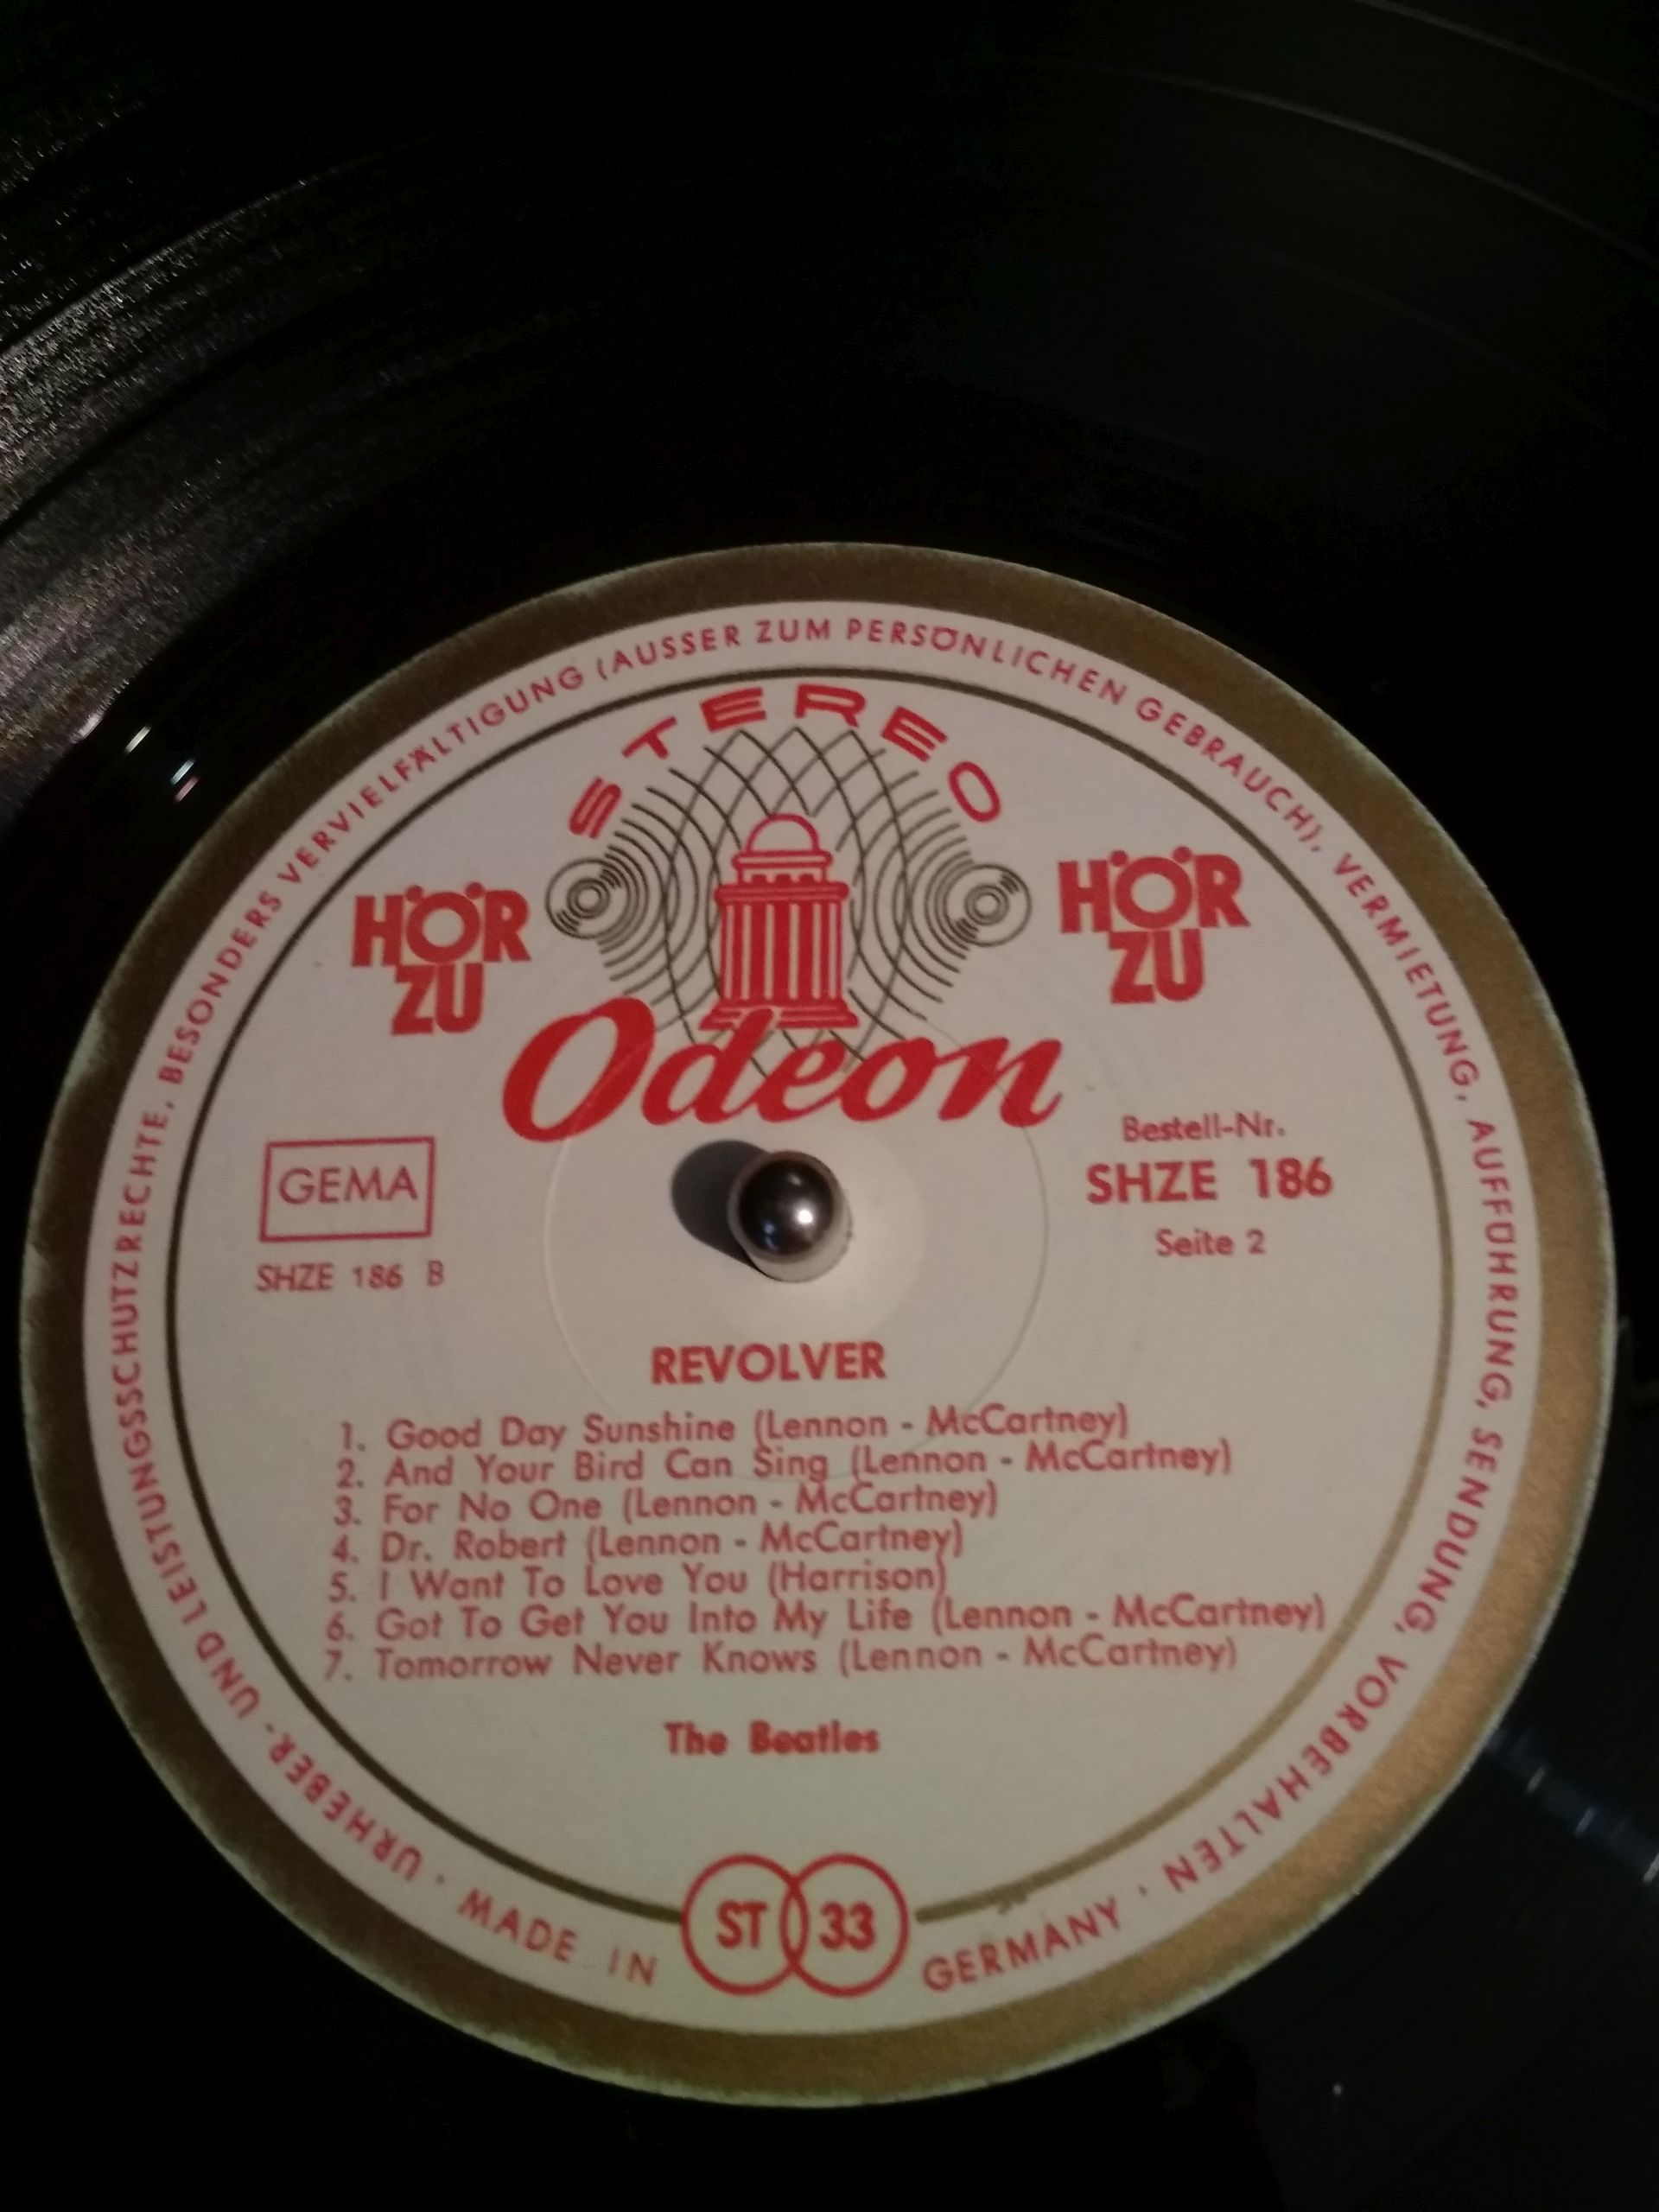 URHEBER- UND LEISTUNGSSCHUTZRECHTE, BESONDERS VERVIELFÄLTIGUNG (AUSSER ZUM PERSÖNLICHEN GEBRAUCH), VERMIETUNG, AUFFÜHRUNG, SENDUNG, VORBEHALTEN ·
STEREO
HÖR ZU
HÖR ZU
Odeon
GEMA
SHZE 186 B
Bestell-Nr.
SHZE 186
Seite 2
REVOLVER
1. Good Day Sunshine (Lennon - McCartney)
2. And Your Bird Can Sing (Lennon - McCartney)
3. For No One (Lennon - McCartney)
4. Dr. Robert (Lennon - McCartney)
5. I Want To Love You (Harrison)
6. Got To Get You Into My Life (Lennon - McCartney)
7. Tomorrow Never Knows (Lennon - McCartney)
The Beatles
ST 33
· MADE IN GERMANY